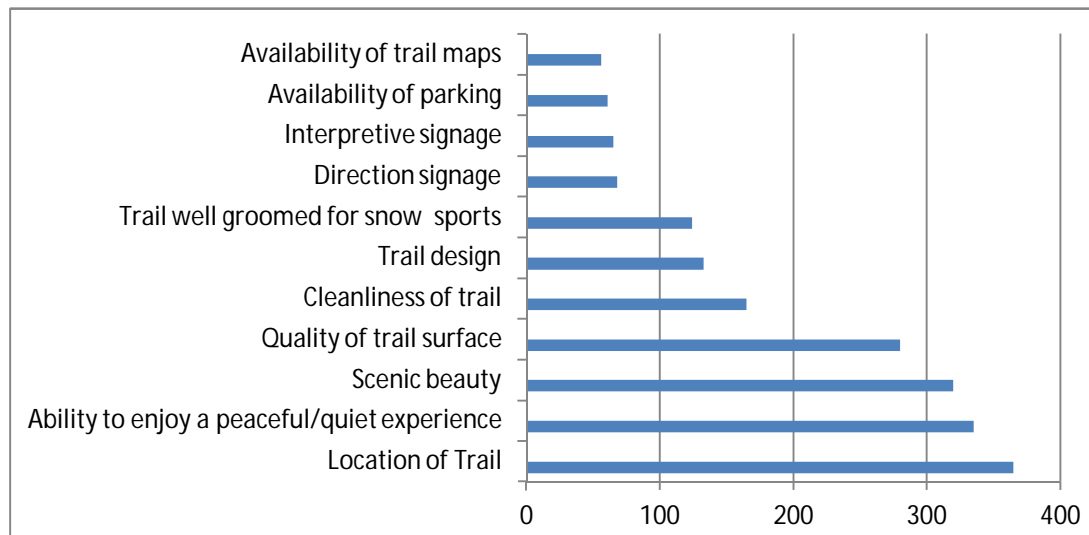 Availability of trail maps
Availability of parking
Interpretive signage
Direction signage
Trail well groomed for snow sports
Trail design
Cleanliness of trail
Quality of trail surface
Scenic beauty
Ability to enjoy a peaceful/quiet experience
Location of Trail
0 100 200 300 400